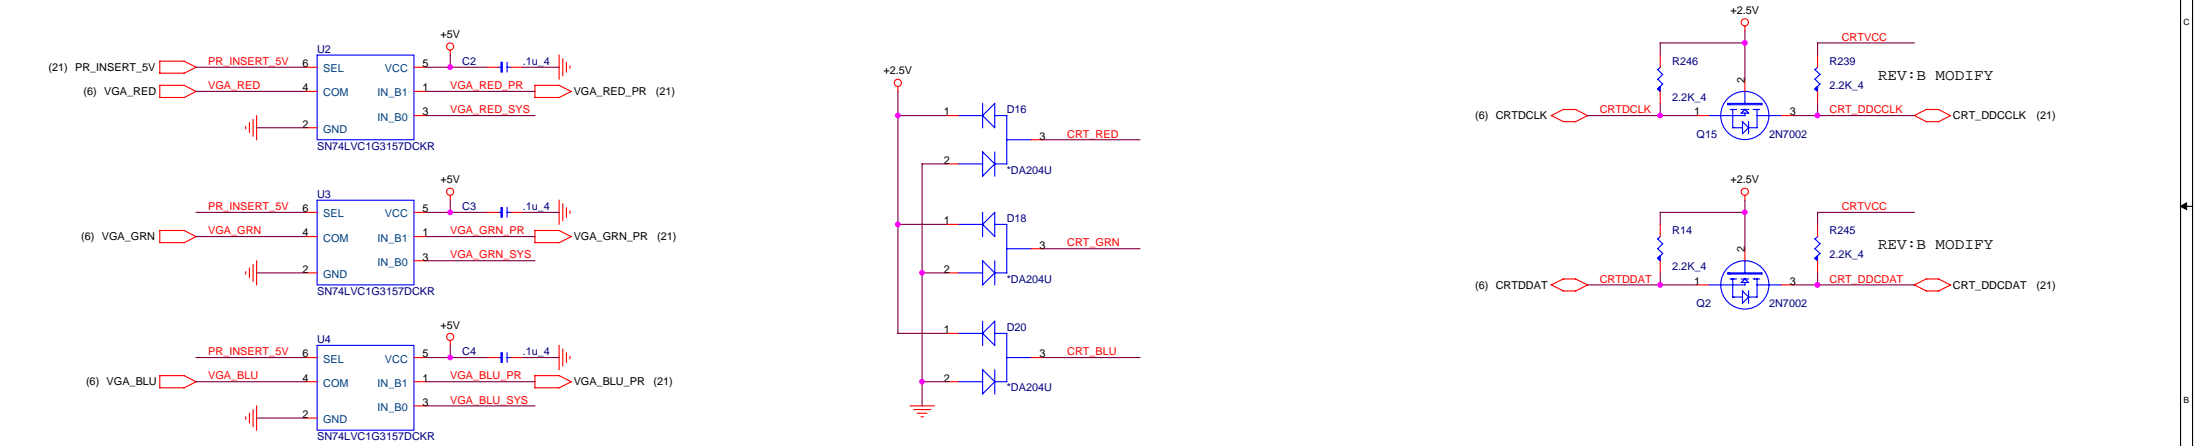 +5V
U2
(21) PR_INSERT_5V PR_INSERT_5V 6 SEL VCC 5 C2 .1u_4
(6) VGA_RED VGA_RED 4 COM IN_B1 1 VGA_RED_PR VGA_RED_PR (21)
IN_B0 3 VGA_RED_SYS
2 GND
SN74LVC1G3157DCKR
+5V
U3
PR_INSERT_5V 6 SEL VCC 5 C3 .1u_4
(6) VGA_GRN VGA_GRN 4 COM IN_B1 1 VGA_GRN_PR VGA_GRN_PR (21)
IN_B0 3 VGA_GRN_SYS
2 GND
SN74LVC1G3157DCKR
+5V
U4
PR_INSERT_5V 6 SEL VCC 5 C4 .1u_4
(6) VGA_BLU VGA_BLU 4 COM IN_B1 1 VGA_BLU_PR VGA_BLU_PR (21)
IN_B0 3 VGA_BLU_SYS
2 GND
SN74LVC1G3157DCKR
+2.5V
1 D16
3 CRT_RED
2 *DA204U
1 D18
3 CRT_GRN
2 *DA204U
1 D20
3 CRT_BLU
2 *DA204U
+2.5V
CRTVCC
R246 R239
REV:B MODIFY
2
2.2K_4 2.2K_4
(6) CRTDCLK CRTDCLK 1 3 CRT_DDCCLK CRT_DDCCLK (21)
Q15 2N7002
+2.5V
CRTVCC
R14 R245
REV:B MODIFY
2
2.2K_4 2.2K_4
(6) CRTDDAT CRTDDAT 1 3 CRT_DDCDAT CRT_DDCDAT (21)
Q2 2N7002
C
B